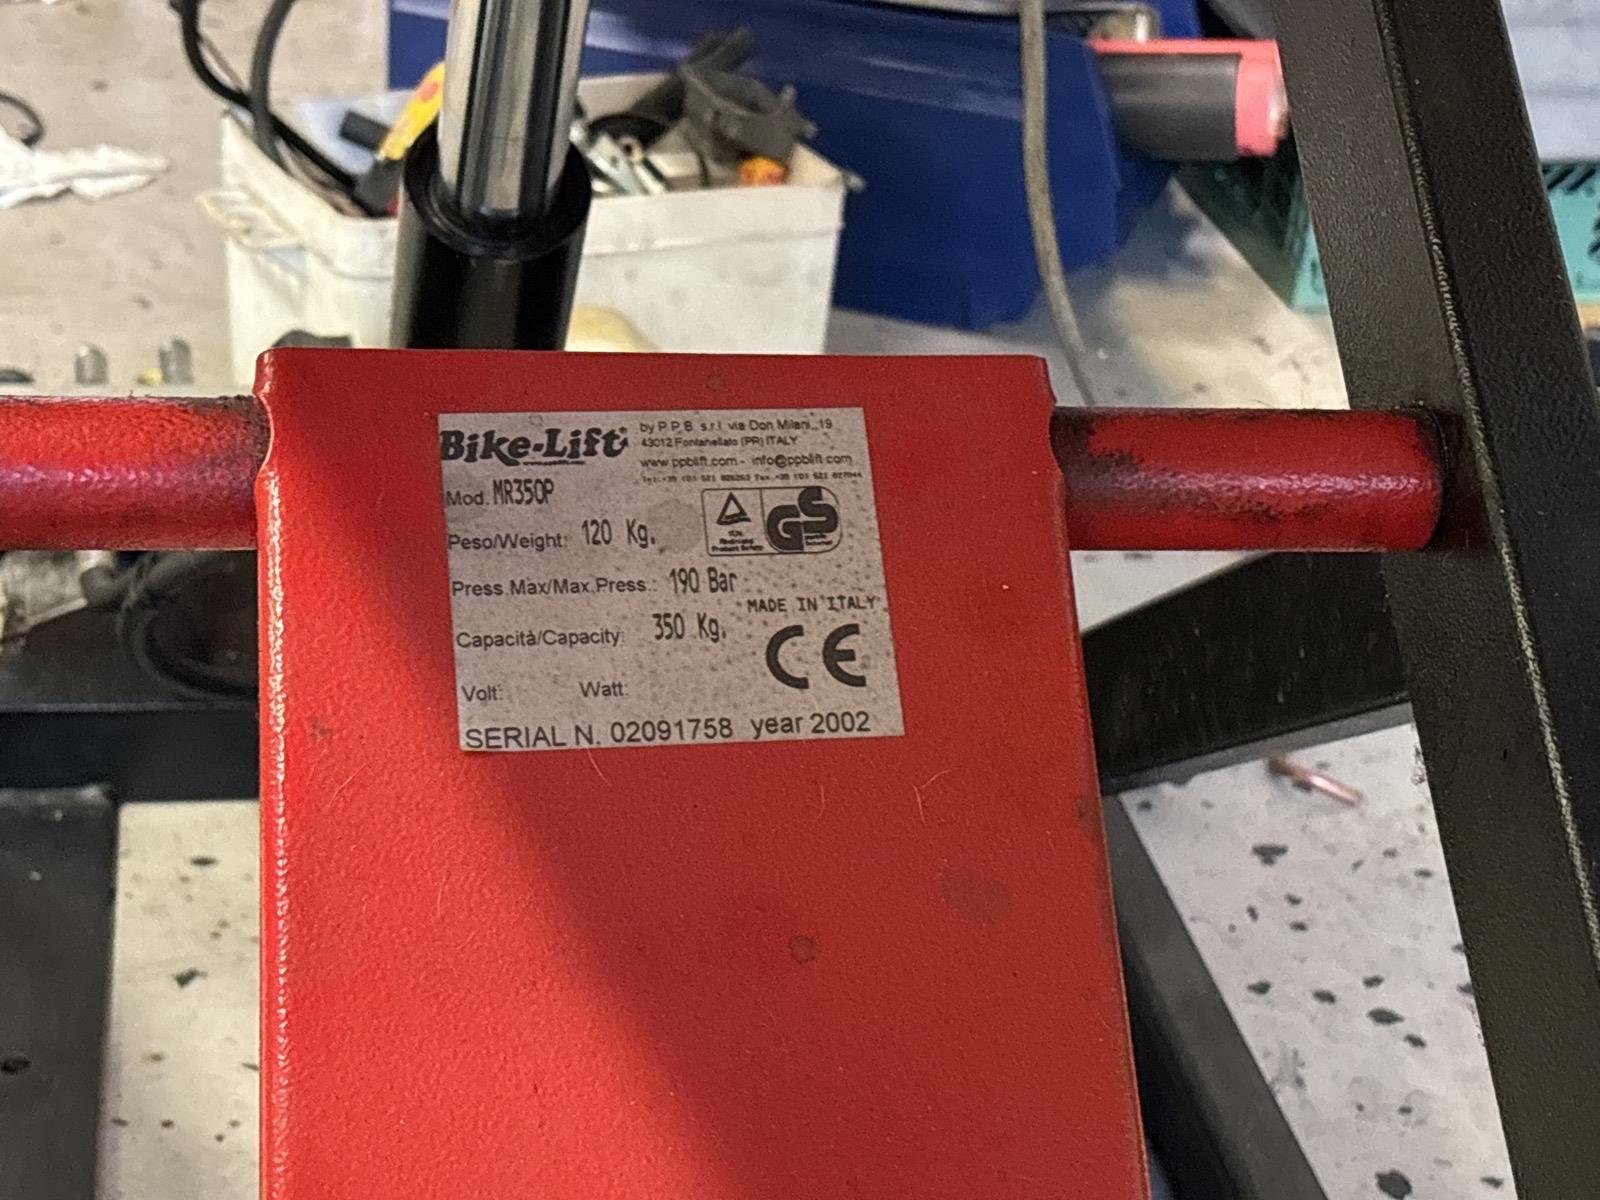 Bike-Lift
by P.P.B. s.r.l. via Don Milani, 19
43012 Fontanellato (PR) ITALY
www.ppblift.com - info@ppblift.com
Mod. MR350P
Peso/Weight: 120 Kg.
GS
Press.Max/Max.Press.: 190 Bar
MADE IN ITALY
Capacità/Capacity: 350 Kg.
CE
Volt: Watt:
SERIAL N. 02091758 year 2002